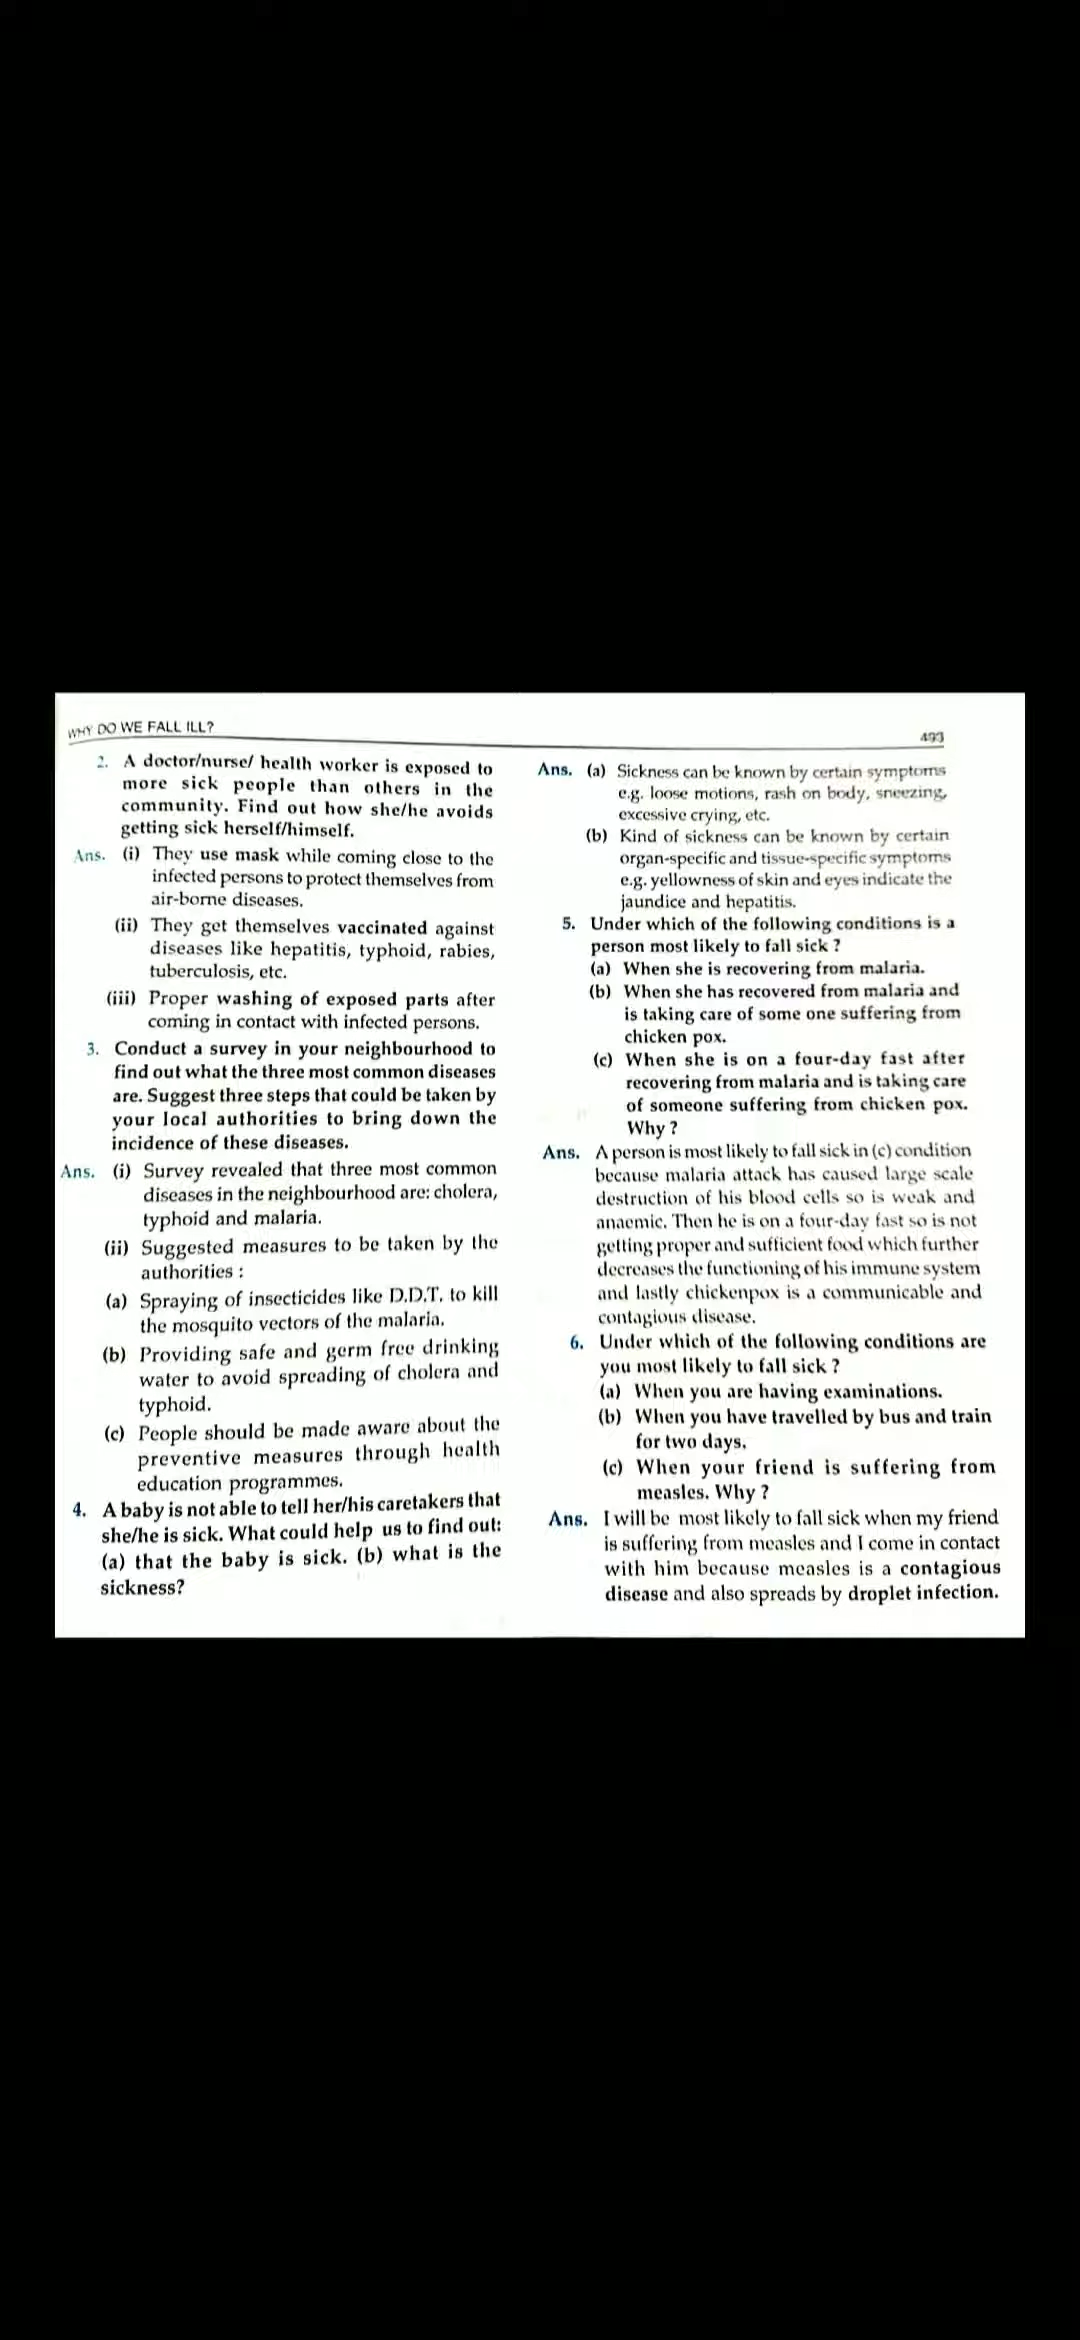 WHY DO WE FALL ILL?
493
2. A doctor/nurse/ health worker is exposed to
more sick people than others in the
community. Find out how she/he avoids
getting sick herself/himself.
Ans. (i) They use mask while coming close to the
infected persons to protect themselves from
air-borne diseases.
(ii) They get themselves vaccinated against
diseases like hepatitis, typhoid, rabies,
tuberculosis, etc.
(iii) Proper washing of exposed parts after
coming in contact with infected persons.
3. Conduct a survey in your neighbourhood to
find out what the three most common diseases
are. Suggest three steps that could be taken by
your local authorities to bring down the
incidence of these diseases.
Ans. (i) Survey revealed that three most common
diseases in the neighbourhood are: cholera,
typhoid and malaria.
(ii) Suggested measures to be taken by the
authorities :
(a) Spraying of insecticides like D.D.T. to kill
the mosquito vectors of the malaria.
(b) Providing safe and germ free drinking
water to avoid spreading of cholera and
typhoid.
(c) People should be made aware about the
preventive measures through health
education programmes.
4. A baby is not able to tell her/his caretakers that
she/he is sick. What could help us to find out:
(a) that the baby is sick. (b) what is the
sickness?
Ans. (a) Sickness can be known by certain symptoms
e.g. loose motions, rash on body, sneezing,
excessive crying, etc.
(b) Kind of sickness can be known by certain
organ-specific and tissue-specific symptoms
e.g. yellowness of skin and eyes indicate the
jaundice and hepatitis.
5. Under which of the following conditions is a
person most likely to fall sick ?
(a) When she is recovering from malaria.
(b) When she has recovered from malaria and
is taking care of some one suffering from
chicken pox.
(c) When she is on a four-day fast after
recovering from malaria and is taking care
of someone suffering from chicken pox.
Why ?
Ans. A person is most likely to fall sick in (c) condition
because malaria attack has caused large scale
destruction of his blood cells so is weak and
anaemic. Then he is on a four-day fast so is not
getting proper and sufficient food which further
decreases the functioning of his immune system
and lastly chickenpox is a communicable and
contagious disease.
6. Under which of the following conditions are
you most likely to fall sick ?
(a) When you are having examinations.
(b) When you have travelled by bus and train
for two days.
(c) When your friend is suffering from
measles. Why ?
Ans. I will be most likely to fall sick when my friend
is suffering from measles and I come in contact
with him because measles is a contagious
disease and also spreads by droplet infection.